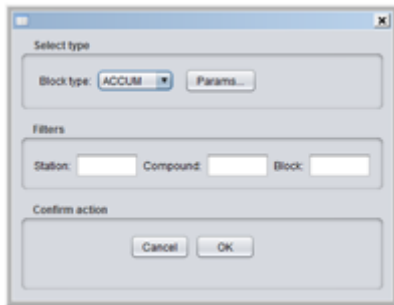 Select type
Block type: ACCUM Params...
Filters
Station: Compound: Block:
Confirm action
Cancel OK